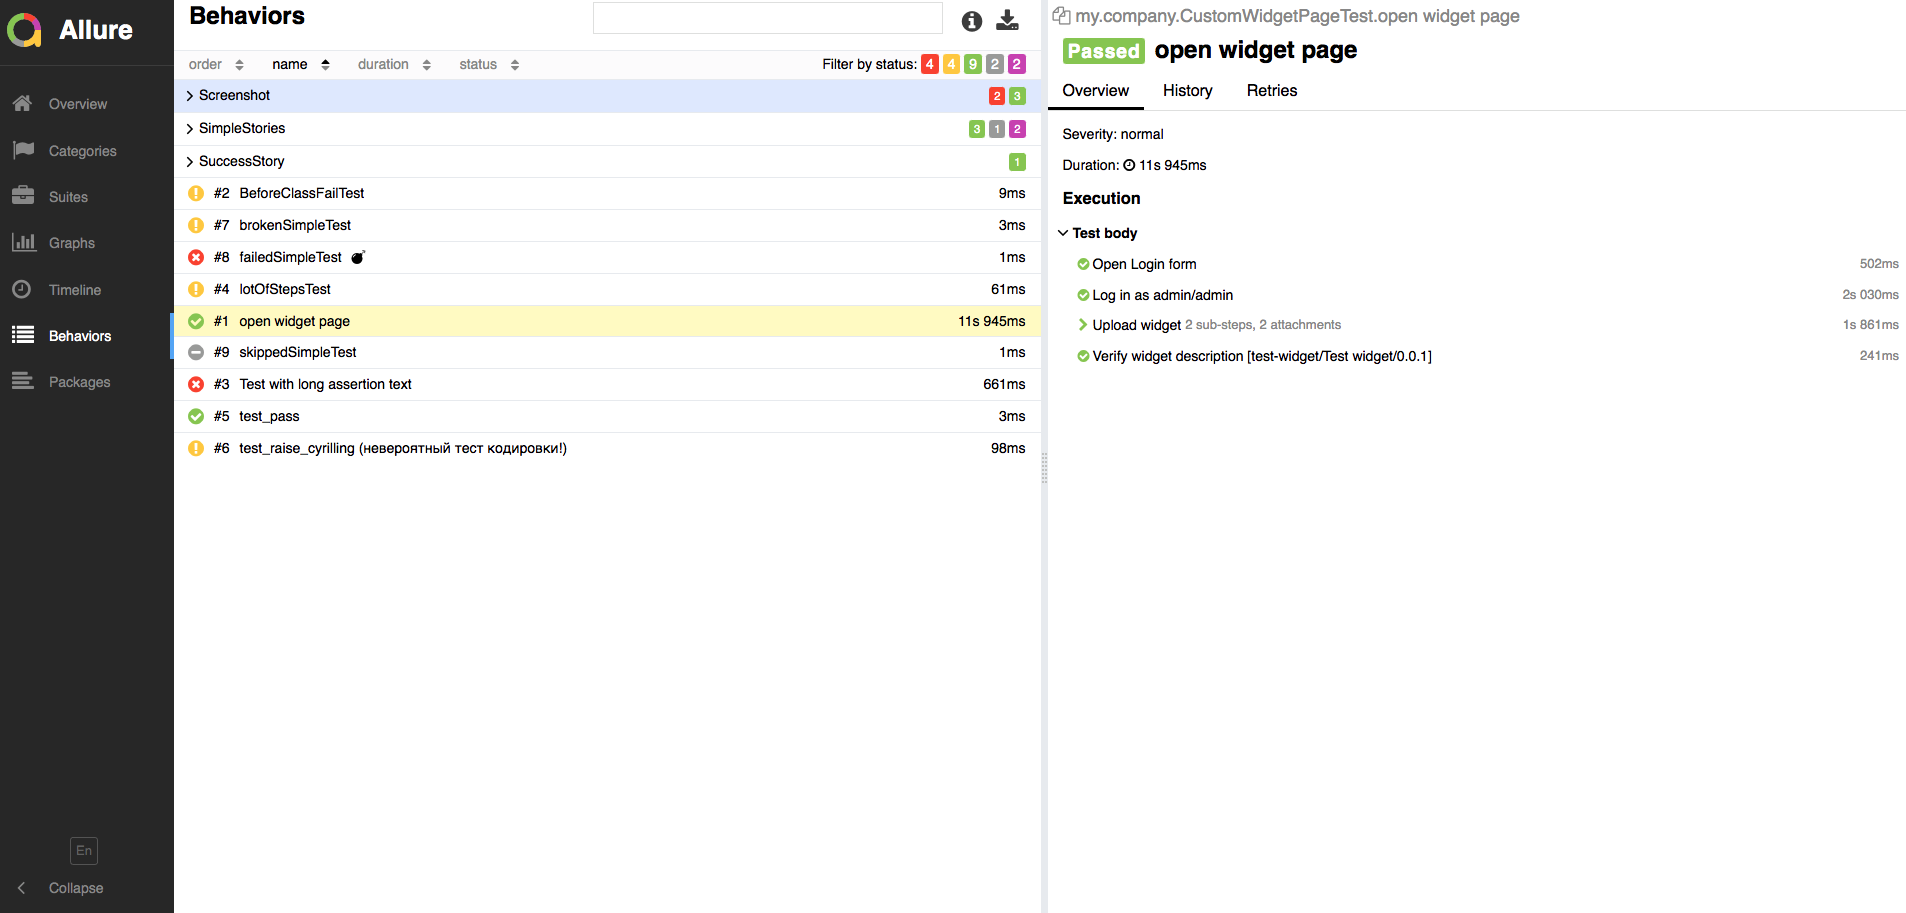 Allure
Overview
Categories
Suites
Graphs
Timeline
Behaviors
Packages
En
Collapse
Behaviors
order name duration status Filter by status: 4 4 9 2 2
Screenshot 2 3
SimpleStories 3 1 2
SuccessStory 1
#2 BeforeClassFailTest 9ms
#7 brokenSimpleTest 3ms
#8 failedSimpleTest 1ms
#4 lotOfStepsTest 61ms
#1 open widget page 11s 945ms
#9 skippedSimpleTest 1ms
#3 Test with long assertion text 661ms
#5 test_pass 3ms
#6 test_raise_cyrilling (невероятный тест кодировки!) 98ms
my.company.CustomWidgetPageTest.open widget page
Passed open widget page
Overview History Retries
Severity: normal
Duration: 11s 945ms
Execution
Test body
Open Login form 502ms
Log in as admin/admin 2s 030ms
Upload widget 2 sub-steps, 2 attachments 1s 861ms
Verify widget description [test-widget/Test widget/0.0.1] 241ms